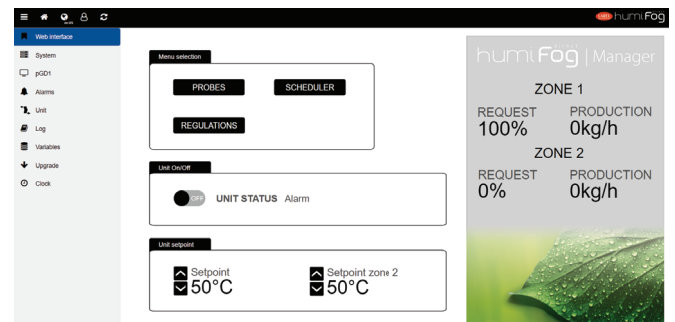 humiFog
Web interface
System
pGD1
Alarms
Unit
Log
Variables
Upgrade
Clock
Menu selection
PROBES SCHEDULER
REGULATIONS
Unit On/Off
OFF UNIT STATUS Alarm
Unit setpoint
Setpoint
50°C
Setpoint zone 2
50°C
humiFog | Manager
ZONE 1
REQUEST PRODUCTION
100% 0kg/h
ZONE 2
REQUEST PRODUCTION
0% 0kg/h